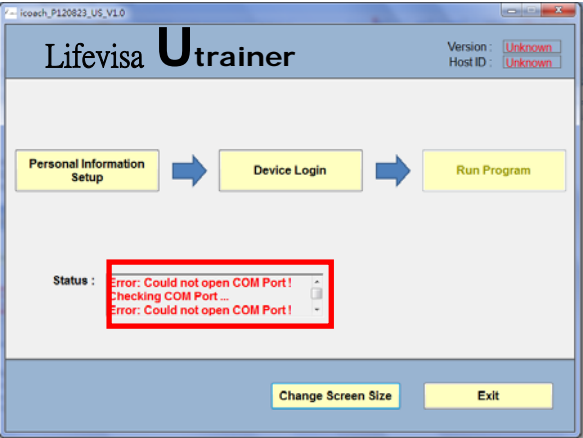 icoach_P120823_US_V1.0
Lifevisa Utrainer
Version : Unknown
Host ID : Unknown
Personal Information
Setup
Device Login
Run Program
Status :
Error: Could not open COM Port !
Checking COM Port ...
Error: Could not open COM Port !
Change Screen Size
Exit